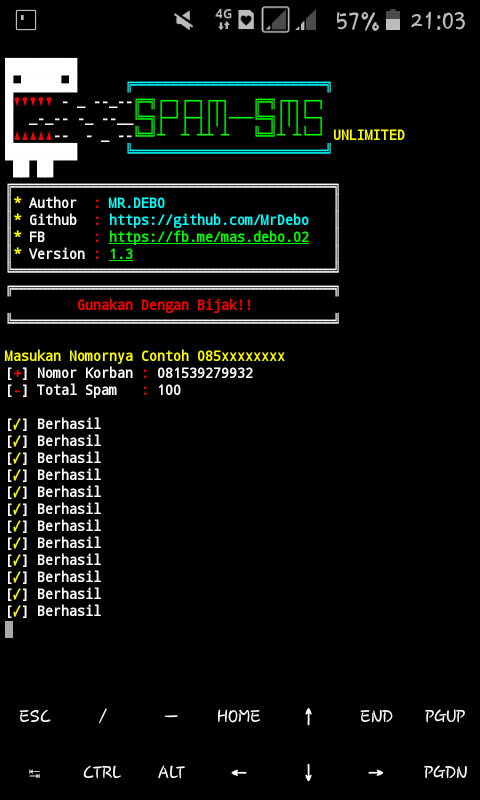 4G 57% 21:03
SPAM-SMS UNLIMITED
* Author : MR.DEBO
* Github : https://github.com/MrDebo
* FB : https://fb.me/mas.debo.02
* Version : 1.3
Gunakan Dengan Bijak!!
Masukan Nomornya Contoh 085xxxxxxxx
[+] Nomor Korban : 081539279932
[-] Total Spam : 100
[✓] Berhasil
[✓] Berhasil
[✓] Berhasil
[✓] Berhasil
[✓] Berhasil
[✓] Berhasil
[✓] Berhasil
[✓] Berhasil
[✓] Berhasil
[✓] Berhasil
[✓] Berhasil
[✓] Berhasil
ESC / — HOME ↑ END PGUP
↹ CTRL ALT ← ↓ → PGDN